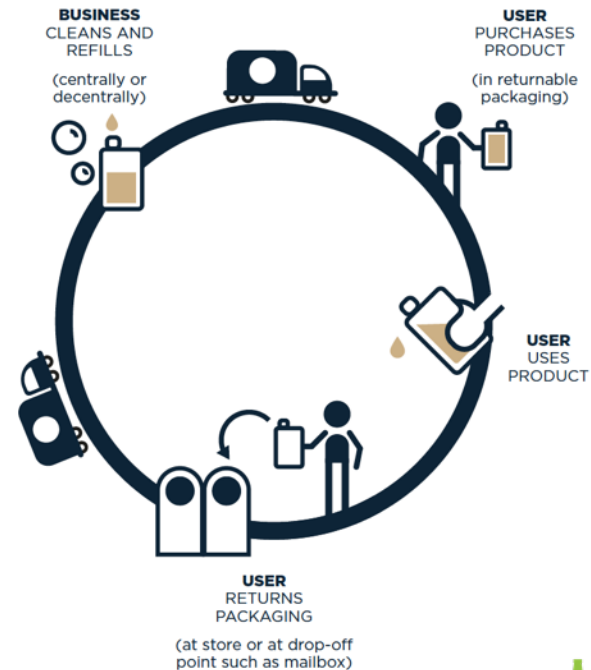 BUSINESS
CLEANS AND
REFILLS
(centrally or
decentrally)
USER
PURCHASES
PRODUCT
(in returnable
packaging)
USER
USES
PRODUCT
USER
RETURNS
PACKAGING
(at store or at drop-off
point such as mailbox)